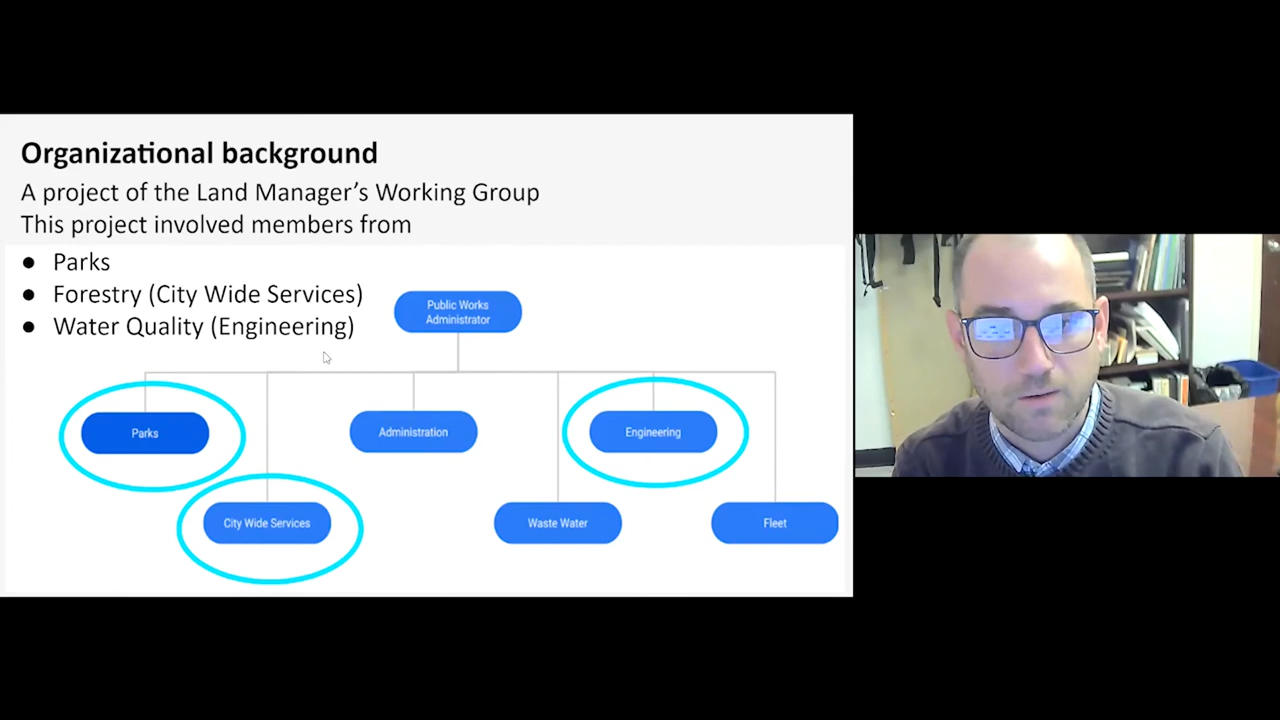 Organizational background
A project of the Land Manager’s Working Group
This project involved members from
● Parks
● Forestry (City Wide Services)
● Water Quality (Engineering)
Public Works
Administrator
Parks
Administration
Engineering
City Wide Services
Waste Water
Fleet